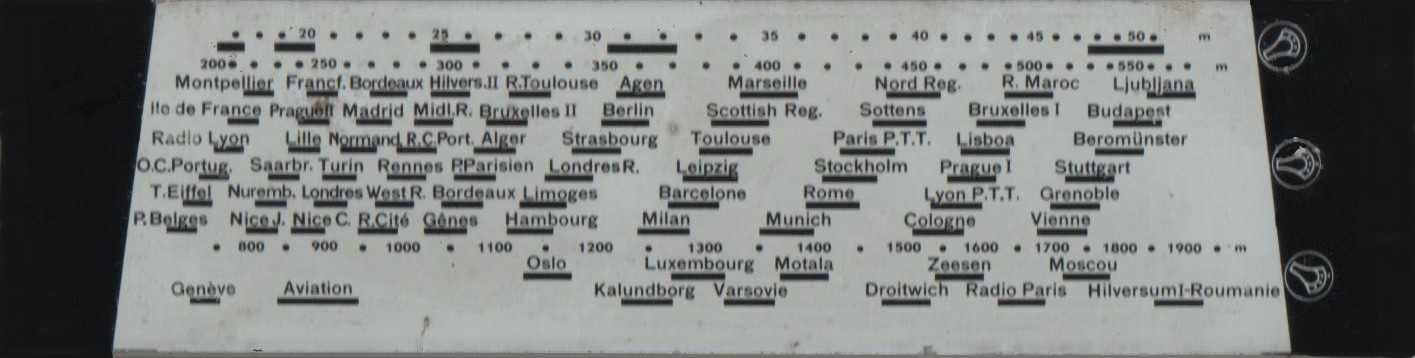 20 25 30 35 40 45 50 m
200 250 300 350 400 450 500 550 m
Montpellier Francf. Bordeaux Hilvers.II R.Toulouse Agen Marseille Nord Reg. R. Maroc Ljubljana
Ile de France Prague II Madrid Midl.R. Bruxelles II Berlin Scottish Reg. Sottens Bruxelles I Budapest
Radio Lyon Lille Normand. R.C.Port. Alger Strasbourg Toulouse Paris P.T.T. Lisboa Beromünster
O.C.Portug. Saarbr. Turin Rennes P.Parisien Londres R. Leipzig Stockholm Prague I Stuttgart
T.Eiffel Nuremb. Londres West R. Bordeaux Limoges Barcelone Rome Lyon P.T.T. Grenoble
P.Belges Nice J. Nice C. R.Cité Gênes Hambourg Milan Munich Cologne Vienne
800 900 1000 1100 1200 1300 1400 1500 1600 1700 1800 1900 m
Oslo Luxembourg Motala Zeesen Moscou
Genève Aviation Kalundborg Varsovie Droitwich Radio Paris Hilversum I-Roumanie